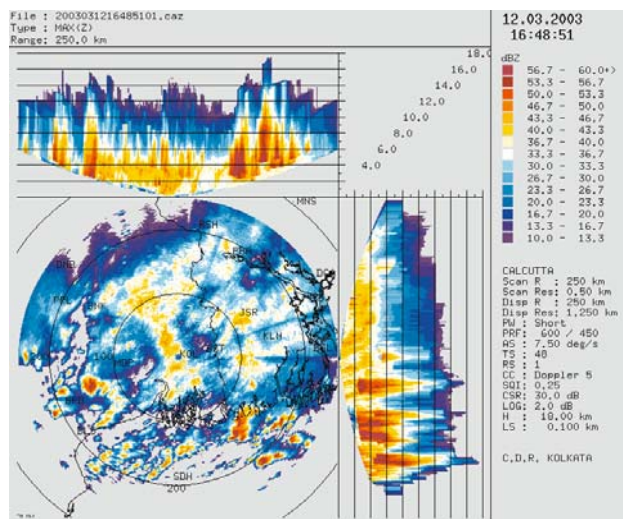 File : 2003031216485101.caz
Type : MAX(Z)
Range: 250.0 km
18.0
16.0
14.0
12.0
10.0
8.0
6.0
4.0
MNS
JSR
KLN
KOL
100
SDH
200
12.03.2003
16:48:51
dBZ
56.7 - 60.0+>
53.3 - 56.7
50.0 - 53.3
46.7 - 50.0
43.3 - 46.7
40.0 - 43.3
36.7 - 40.0
33.3 - 36.7
30.0 - 33.3
26.7 - 30.0
23.3 - 26.7
20.0 - 23.3
16.7 - 20.0
13.3 - 16.7
10.0 - 13.3
CALCUTTA
Scan R : 250 km
Scan Res: 0.50 km
Disp R : 250 km
Disp Res: 1,250 km
PW : Short
PRF: 600 / 450
AS : 7.50 deg/s
TS : 48
RS : 1
CC : Doppler 5
SQI: 0,25
CSR: 30,0 dB
LOG: 2.0 dB
H : 18.00 km
LS : 0.100 km
C.D.R, KOLKATA